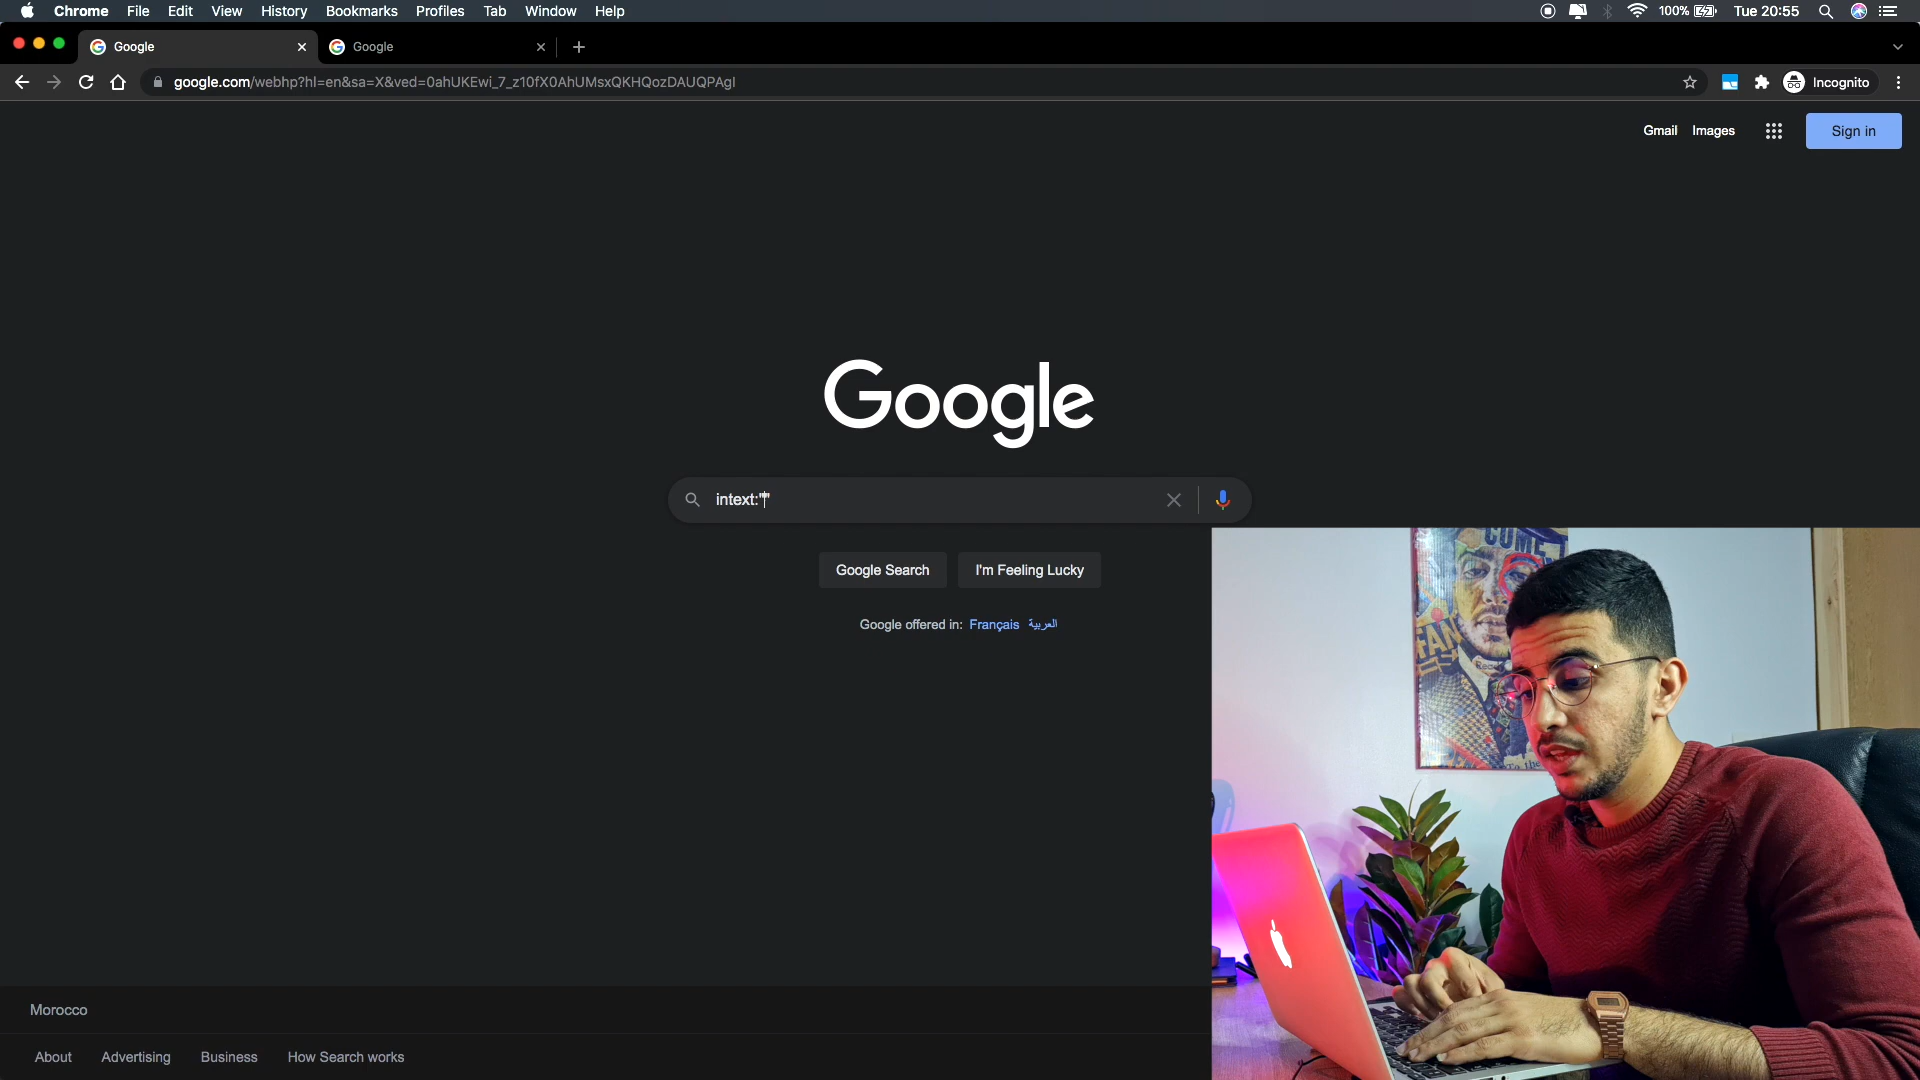 Chrome File Edit View History Bookmarks Profiles Tab Window Help
100% Tue 20:55
Google
Google
google.com/webhp?hl=en&sa=X&ved=0ahUKEwi_7_z10fX0AhUMsxQKHQozDAUQPAgI
Incognito
Gmail Images Sign in
Google
intext:""
Google Search I'm Feeling Lucky
Google offered in: Français العربية
COME
FAN
Morocco
About Advertising Business How Search works